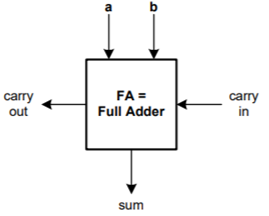 a b
carry
out
FA =
Full Adder
carry
in
sum